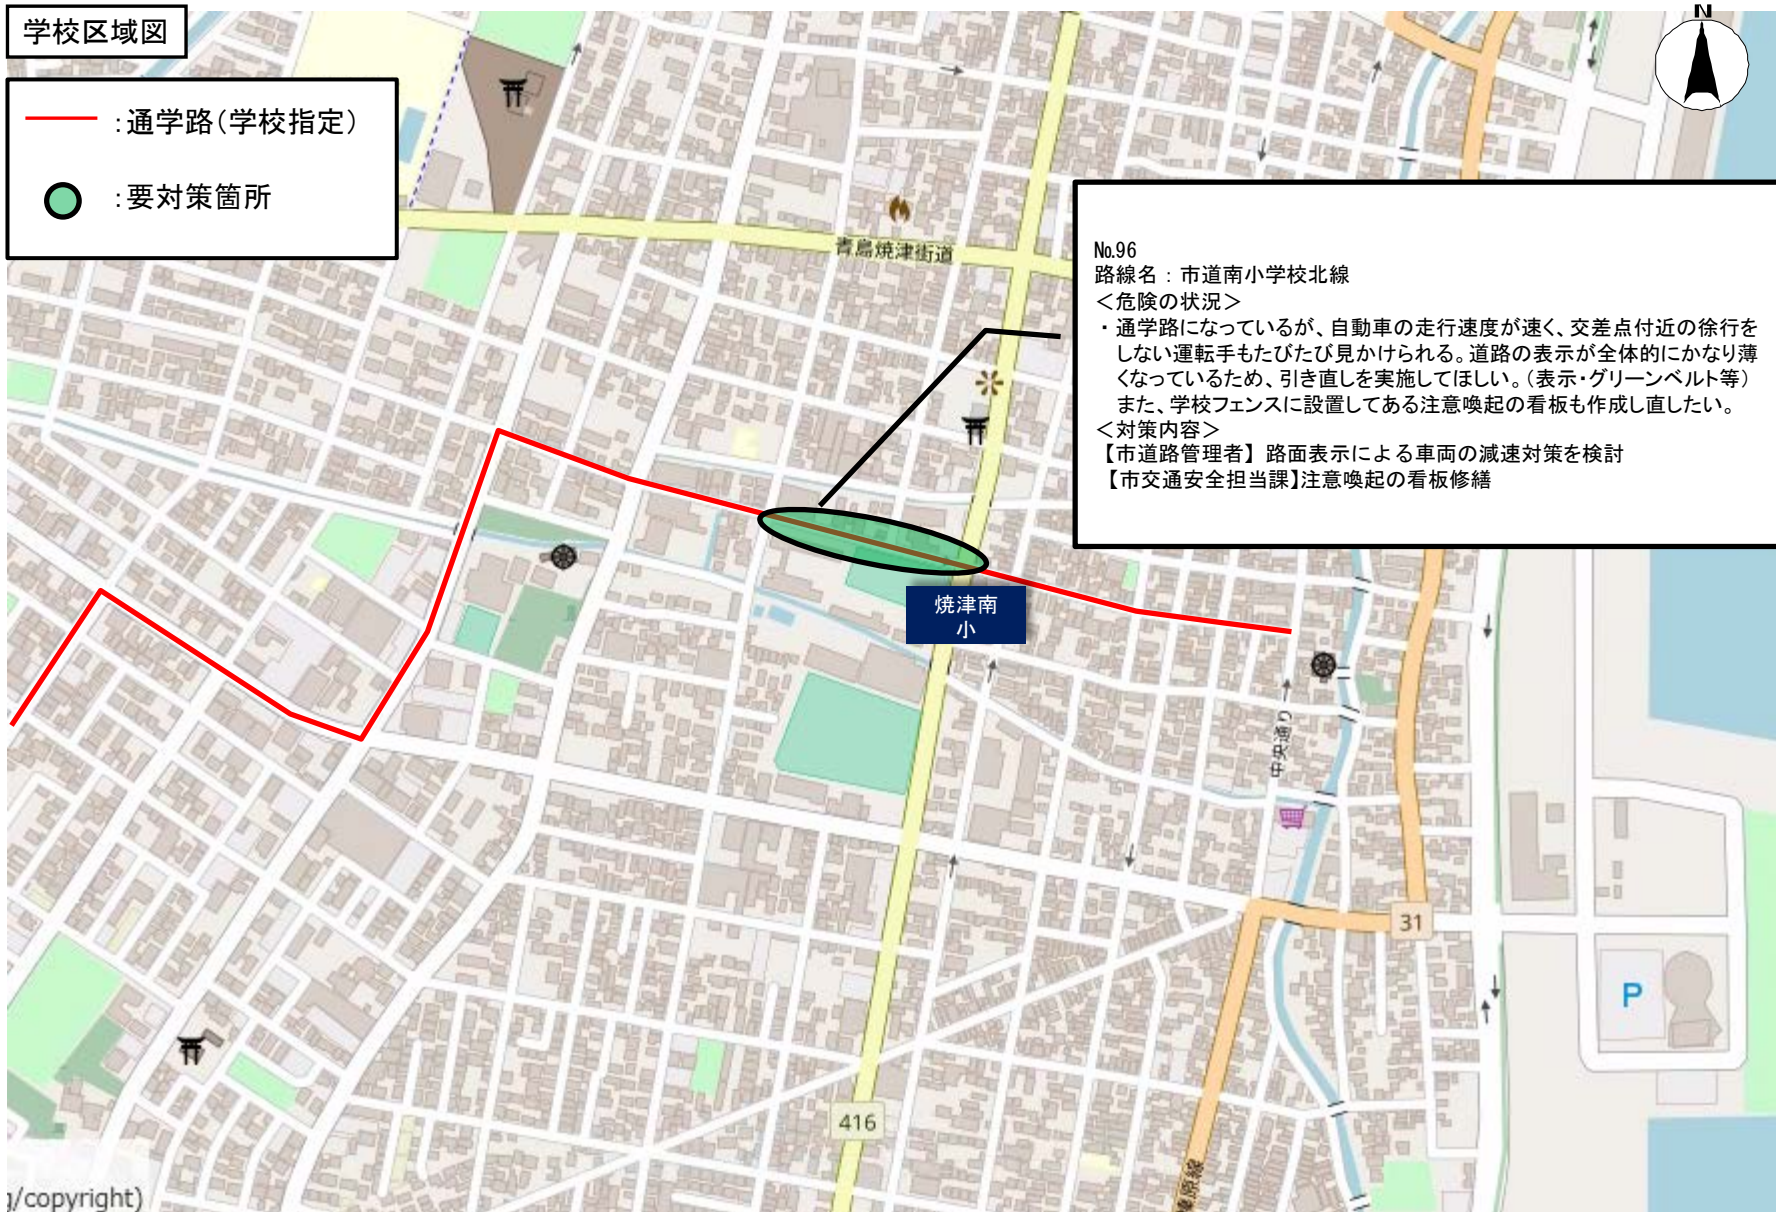 学校区域図
:通学路(学校指定)
:要対策箇所
N
青島焼津街道
No.96
路線名：市道南小学校北線
＜危険の状況＞
・通学路になっているが、自動車の走行速度が速く、交差点付近の徐行を
しない運転手もたびたび見かけられる。道路の表示が全体的にかなり薄
くなっているため、引き直しを実施してほしい。（表示・グリーンベルト等）
また、学校フェンスに設置してある注意喚起の看板も作成し直したい。
＜対策内容＞
【市道路管理者】 路面表示による車両の減速対策を検討
【市交通安全担当課】注意喚起の看板修繕
焼津南
小
中央通り
31
P
416
榛原線
g/copyright)